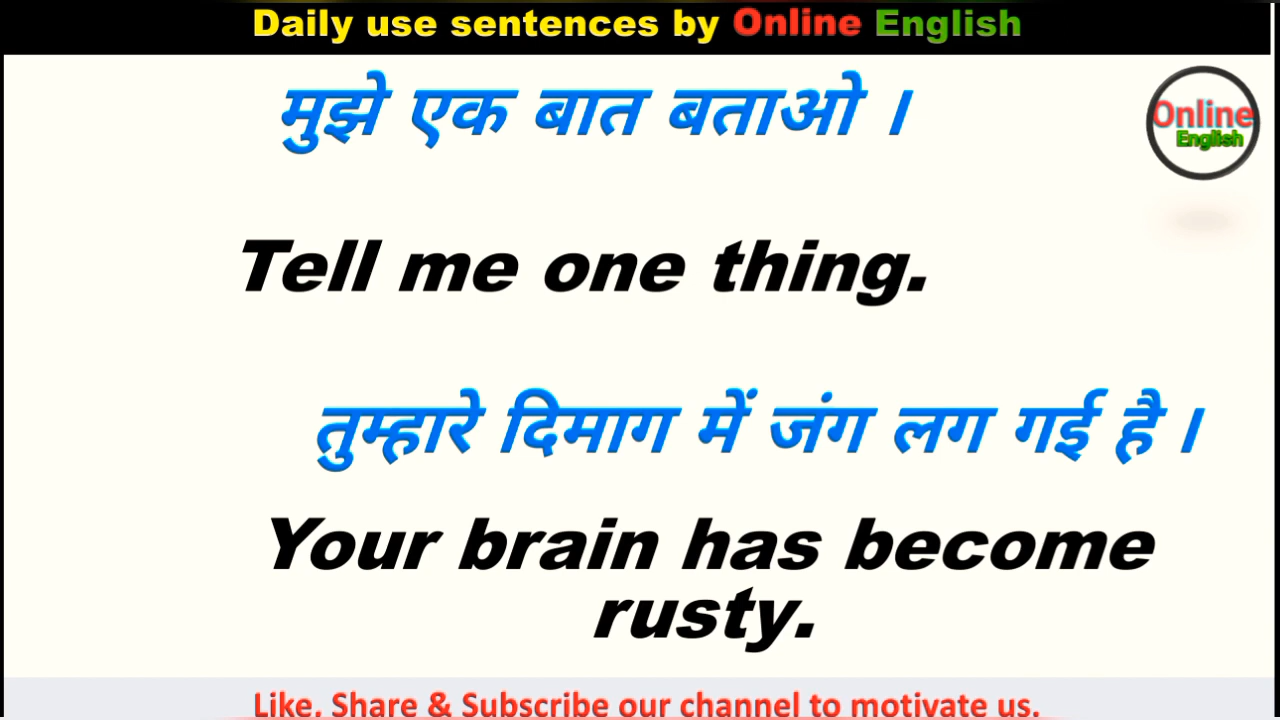 Daily use sentences by Online English
Online
English
मुझे एक बात बताओ ।
Tell me one thing.
तुम्हारे दिमाग में जंग लग गई है ।
Your brain has become
rusty.
Like, Share & Subscribe our channel to motivate us.